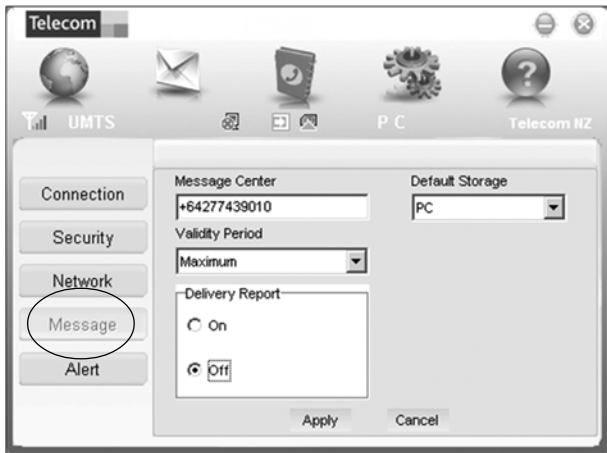 Telecom
UMTS
PC
Telecom NZ
Connection
Security
Network
Message
Alert
Message Center
+64277439010
Validity Period
Maximum
Delivery Report
On
Off
Default Storage
PC
Apply
Cancel